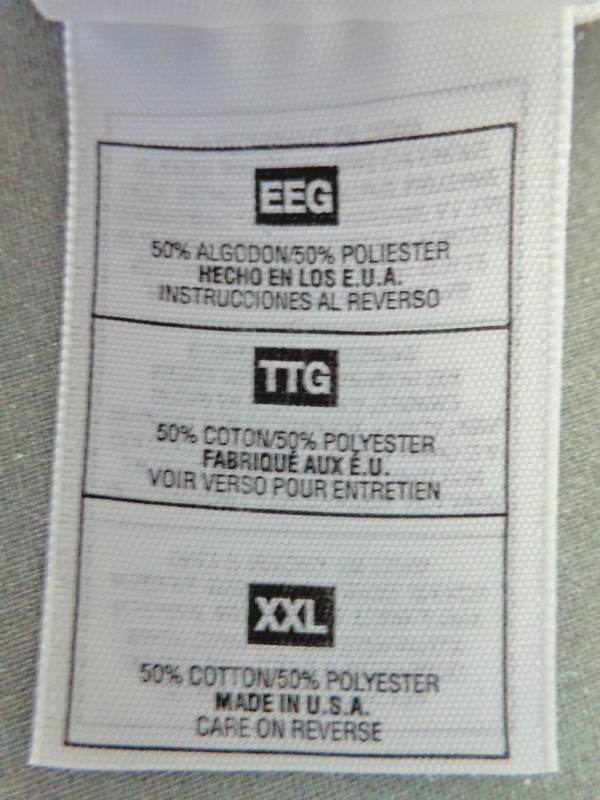 EEG
50% ALGODON/50% POLIESTER
HECHO EN LOS E.U.A.
INSTRUCCIONES AL REVERSO
TTG
50% COTON/50% POLYESTER
FABRIQUÉ AUX É.U.
VOIR VERSO POUR ENTRETIEN
XXL
50% COTTON/50% POLYESTER
MADE IN U.S.A.
CARE ON REVERSE